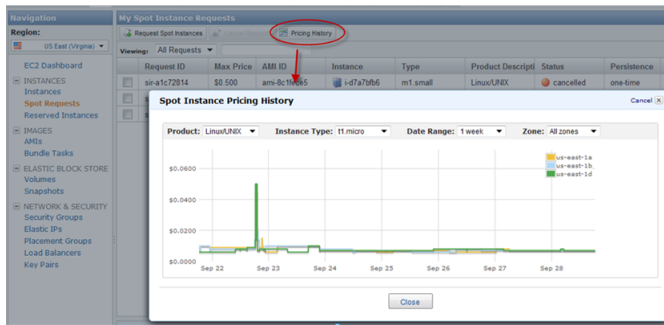 Navigation
Region:
US East (Virginia)
EC2 Dashboard
INSTANCES
Instances
Spot Requests
Reserved Instances
IMAGES
AMIs
Bundle Tasks
ELASTIC BLOCK STORE
Volumes
Snapshots
NETWORK & SECURITY
Security Groups
Elastic IPs
Placement Groups
Load Balancers
Key Pairs
My Spot Instance Requests
Request Spot Instances Pricing History
Viewing: All Requests
Request ID Max Price AMI ID Instance Type Product Descripti Status Persistence
sir-a1c72814 $0.500 i-d7a7bfb6 m1.small Linux/UNIX cancelled one-time
Spot Instance Pricing History Cancel X
Product: Linux/UNIX Instance Type: t1.micro Date Range: 1 week Zone: All zones
us-east-1a
us-east-1b
us-east-1d
$0.0600
$0.0400
$0.0200
$0.0000
Sep 22 Sep 23 Sep 24 Sep 25 Sep 26 Sep 27 Sep 28
Close